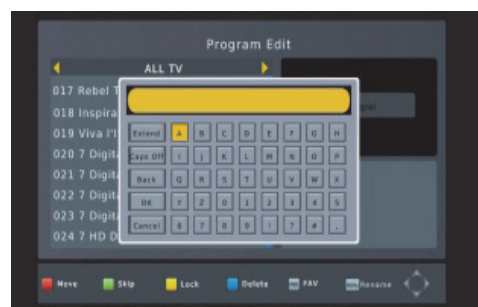 Program Edit
ALL TV
017 Rebel T
018 Inspira
019 Viva I'l
020 7 Digit
021 7 Digit
022 7 Digit
023 7 Digit
024 7 HD D
Extend A B C D E F G H
Caps Off I J K L M N O P
Back Q R S T U V W X
OK Y Z 0 1 2 3 4 5
Cancel 6 7 8 9 ! ? # .
Move Skip Lock Delete FAV Rename